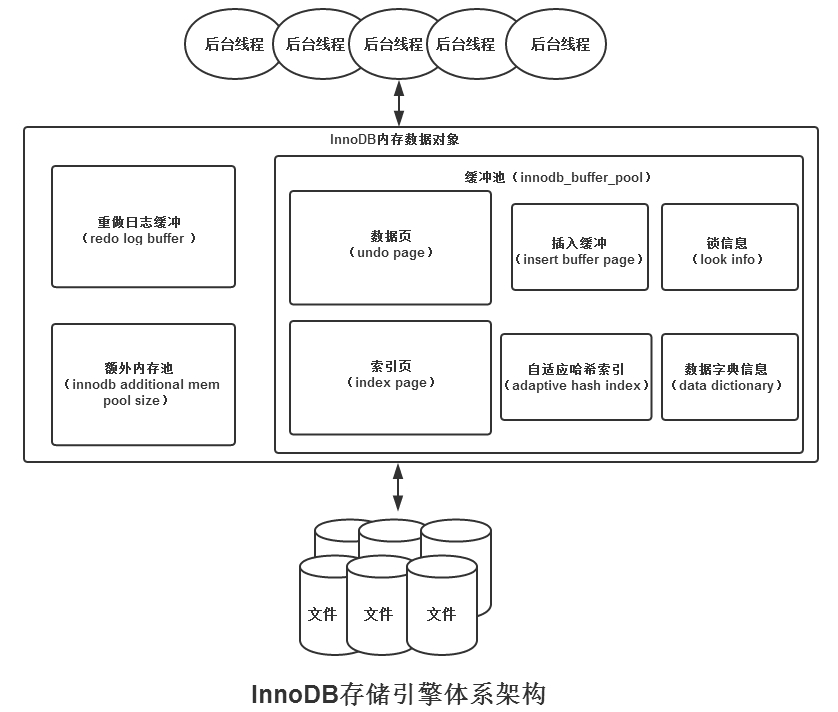 后台线程
后台线程
后台线程
后台线程
后台线程
InnoDB内存数据对象
重做日志缓冲
（redo log buffer ）
额外内存池
（innodb additional mem
pool size）
缓冲池（innodb_buffer_pool）
数据页
（undo page）
插入缓冲
（insert buffer page）
锁信息
（look info）
索引页
（index page）
自适应哈希索引
（adaptive hash index）
数据字典信息
（data dictionary）
文件
文件
文件
InnoDB存储引擎体系架构